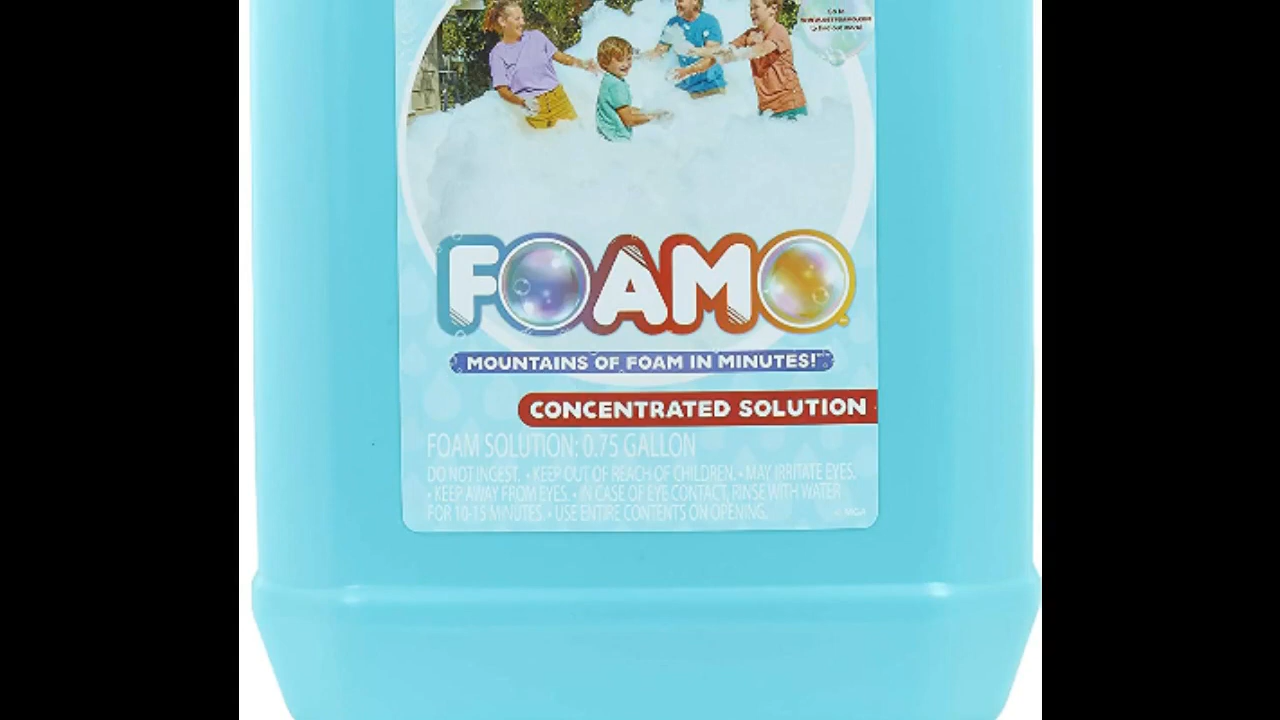 FOAMO
MOUNTAINS OF FOAM IN MINUTES!™
CONCENTRATED SOLUTION
FOAM SOLUTION: 0.75 GALLON
DO NOT INGEST. • KEEP OUT OF REACH OF CHILDREN. • MAY IRRITATE EYES.
• KEEP AWAY FROM EYES. • IN CASE OF EYE CONTACT, RINSE WITH WATER
FOR 10-15 MINUTES. • USE ENTIRE CONTENTS ON OPENING.
© MGA